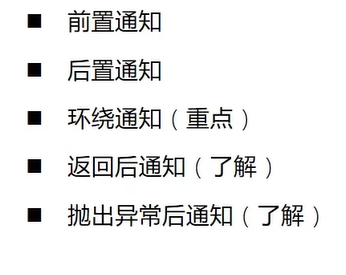 ■ 前置通知
■ 后置通知
■ 环绕通知（重点）
■ 返回后通知（了解）
■ 抛出异常后通知（了解）